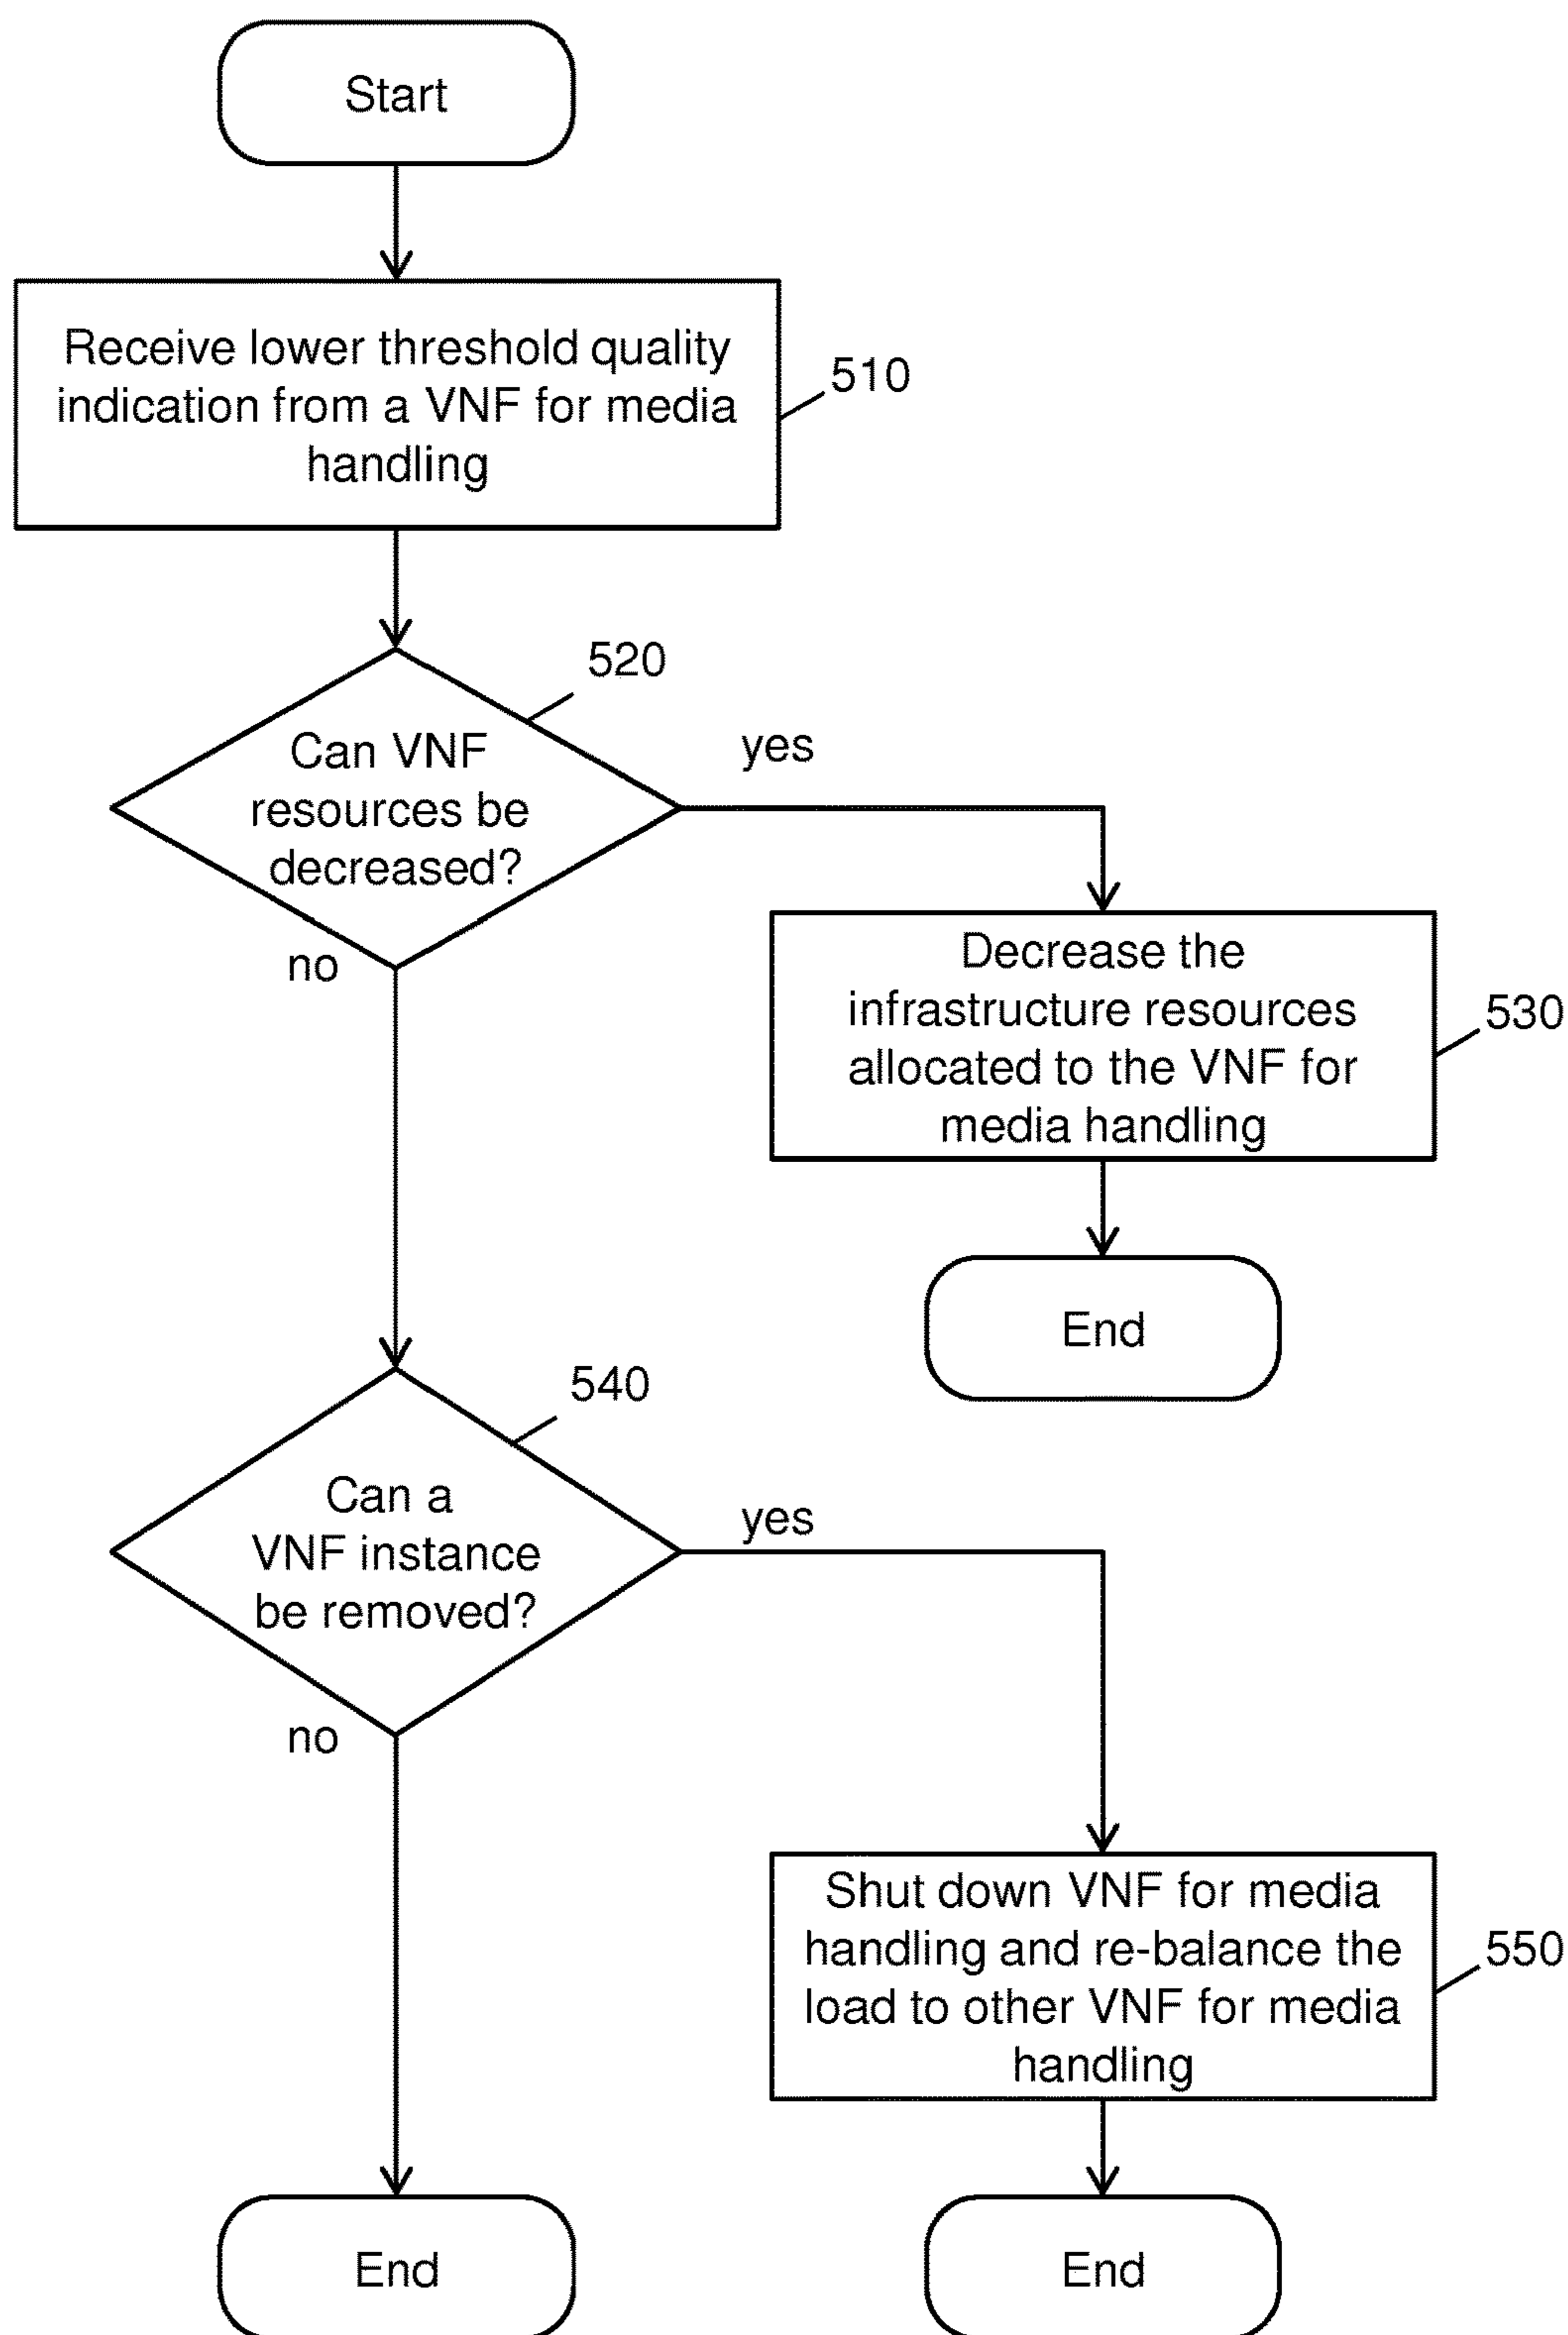 Start
Receive lower threshold quality
indication from a VNF for media
handling
510
520
Can VNF
resources be
decreased?
yes
no
Decrease the
infrastructure resources
allocated to the VNF for
media handling
530
End
540
Can a
VNF instance
be removed?
yes
no
Shut down VNF for media
handling and re-balance the
load to other VNF for media
handling
550
End
End